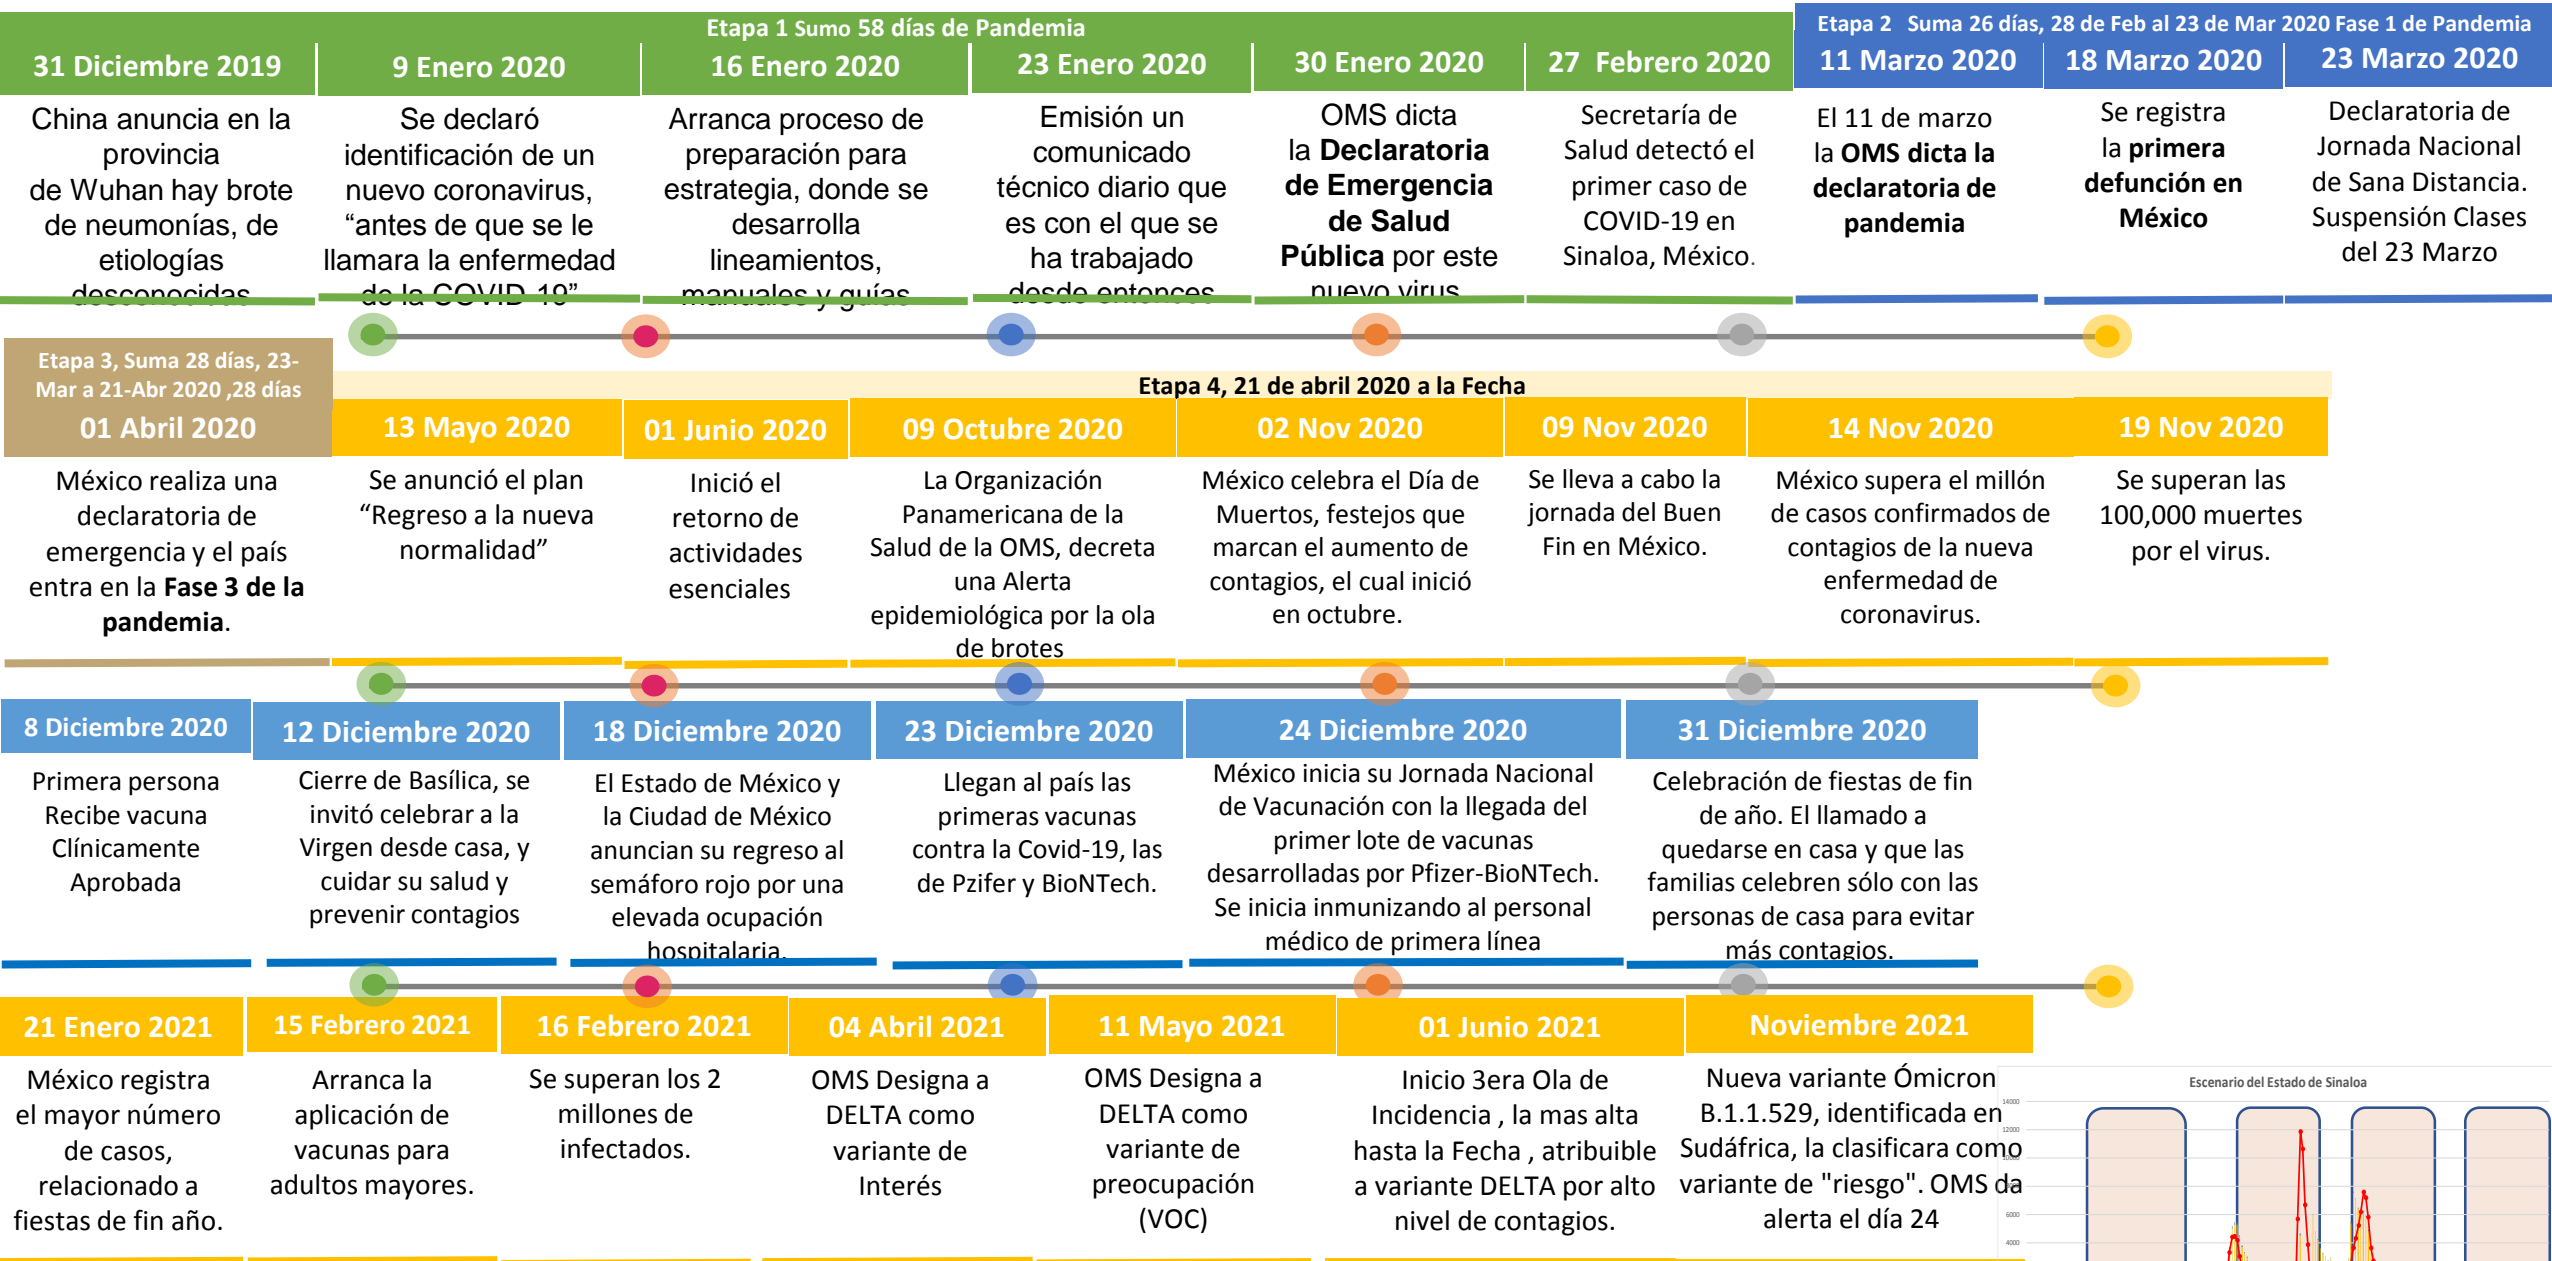 Etapa 1 Sumo 58 días de Pandemia
Etapa 2 Suma 26 días, 28 de Feb al 23 de Mar 2020 Fase 1 de Pandemia
31 Diciembre 2019
9 Enero 2020
16 Enero 2020
23 Enero 2020
30 Enero 2020
27 Febrero 2020
11 Marzo 2020
18 Marzo 2020
23 Marzo 2020
China anuncia en la
provincia
de Wuhan hay brote
de neumonías, de
etiologías
desconocidas
Se declaró
identificación de un
nuevo coronavirus,
“antes de que se le
llamara la enfermedad
de la COVID-19”
Arranca proceso de
preparación para
estrategia, donde se
desarrolla
lineamientos,
manuales y guías
Emisión un
comunicado
técnico diario que
es con el que se
ha trabajado
desde entonces
OMS dicta
la Declaratoria
de Emergencia
de Salud
Pública por este
nuevo virus
Secretaría de
Salud detectó el
primer caso de
COVID-19 en
Sinaloa, México.
El 11 de marzo
la OMS dicta la
declaratoria de
pandemia
Se registra
la primera
defunción en
México
Declaratoria de
Jornada Nacional
de Sana Distancia.
Suspensión Clases
del 23 Marzo
Etapa 3, Suma 28 días, 23-
Mar a 21-Abr 2020 ,28 días
Etapa 4, 21 de abril 2020 a la Fecha
01 Abril 2020
13 Mayo 2020
01 Junio 2020
09 Octubre 2020
02 Nov 2020
09 Nov 2020
14 Nov 2020
19 Nov 2020
México realiza una
declaratoria de
emergencia y el país
entra en la Fase 3 de la
pandemia.
Se anunció el plan
“Regreso a la nueva
normalidad”
Inició el
retorno de
actividades
esenciales
La Organización
Panamericana de la
Salud de la OMS, decreta
una Alerta
epidemiológica por la ola
de brotes
México celebra el Día de
Muertos, festejos que
marcan el aumento de
contagios, el cual inició
en octubre.
Se lleva a cabo la
jornada del Buen
Fin en México.
México supera el millón
de casos confirmados de
contagios de la nueva
enfermedad de
coronavirus.
Se superan las
100,000 muertes
por el virus.
8 Diciembre 2020
12 Diciembre 2020
18 Diciembre 2020
23 Diciembre 2020
24 Diciembre 2020
31 Diciembre 2020
Primera persona
Recibe vacuna
Clínicamente
Aprobada
Cierre de Basílica, se
invitó celebrar a la
Virgen desde casa, y
cuidar su salud y
prevenir contagios
El Estado de México y
la Ciudad de México
anuncian su regreso al
semáforo rojo por una
elevada ocupación
hospitalaria.
Llegan al país las
primeras vacunas
contra la Covid-19, las
de Pzifer y BioNTech.
México inicia su Jornada Nacional
de Vacunación con la llegada del
primer lote de vacunas
desarrolladas por Pfizer-BioNTech.
Se inicia inmunizando al personal
médico de primera línea
Celebración de fiestas de fin
de año. El llamado a
quedarse en casa y que las
familias celebren sólo con las
personas de casa para evitar
más contagios.
21 Enero 2021
15 Febrero 2021
16 Febrero 2021
04 Abril 2021
11 Mayo 2021
01 Junio 2021
Noviembre 2021
México registra
el mayor número
de casos,
relacionado a
fiestas de fin año.
Arranca la
aplicación de
vacunas para
adultos mayores.
Se superan los 2
millones de
infectados.
OMS Designa a
DELTA como
variante de
Interés
OMS Designa a
DELTA como
variante de
preocupación
(VOC)
Inicio 3era Ola de
Incidencia , la mas alta
hasta la Fecha , atribuible
a variante DELTA por alto
nivel de contagios.
Nueva variante Ómicron
B.1.1.529, identificada en
Sudáfrica, la clasificara como
variante de "riesgo". OMS da
alerta el día 24
Escenario del Estado de Sinaloa
14000
12000
10000
6000
4000